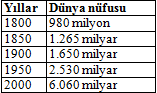 Yıllar Dünya nüfusu
1800 980 milyon
1850 1.265 milyar
1900 1.650 milyar
1950 2.530 milyar
2000 6.060 milyar